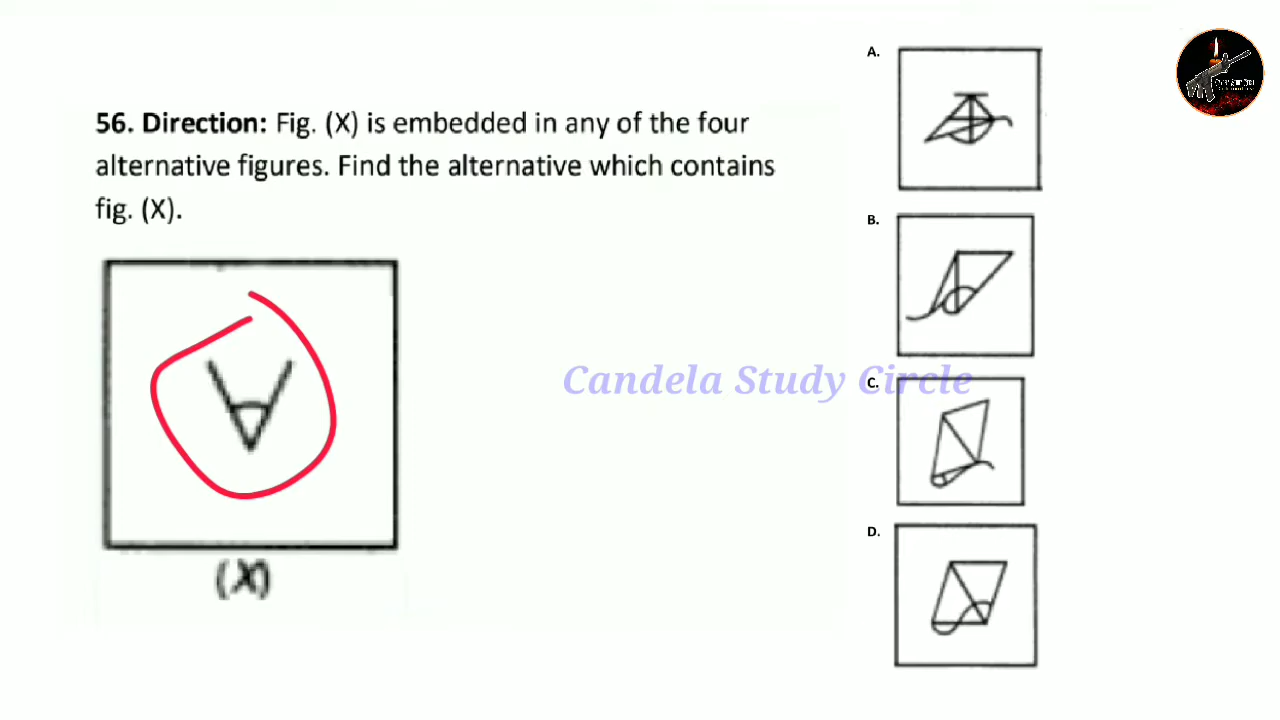 56. Direction: Fig. (X) is embedded in any of the four
alternative figures. Find the alternative which contains
fig. (X).
(X)
A.
B.
C.
D.
Candela Study Circle